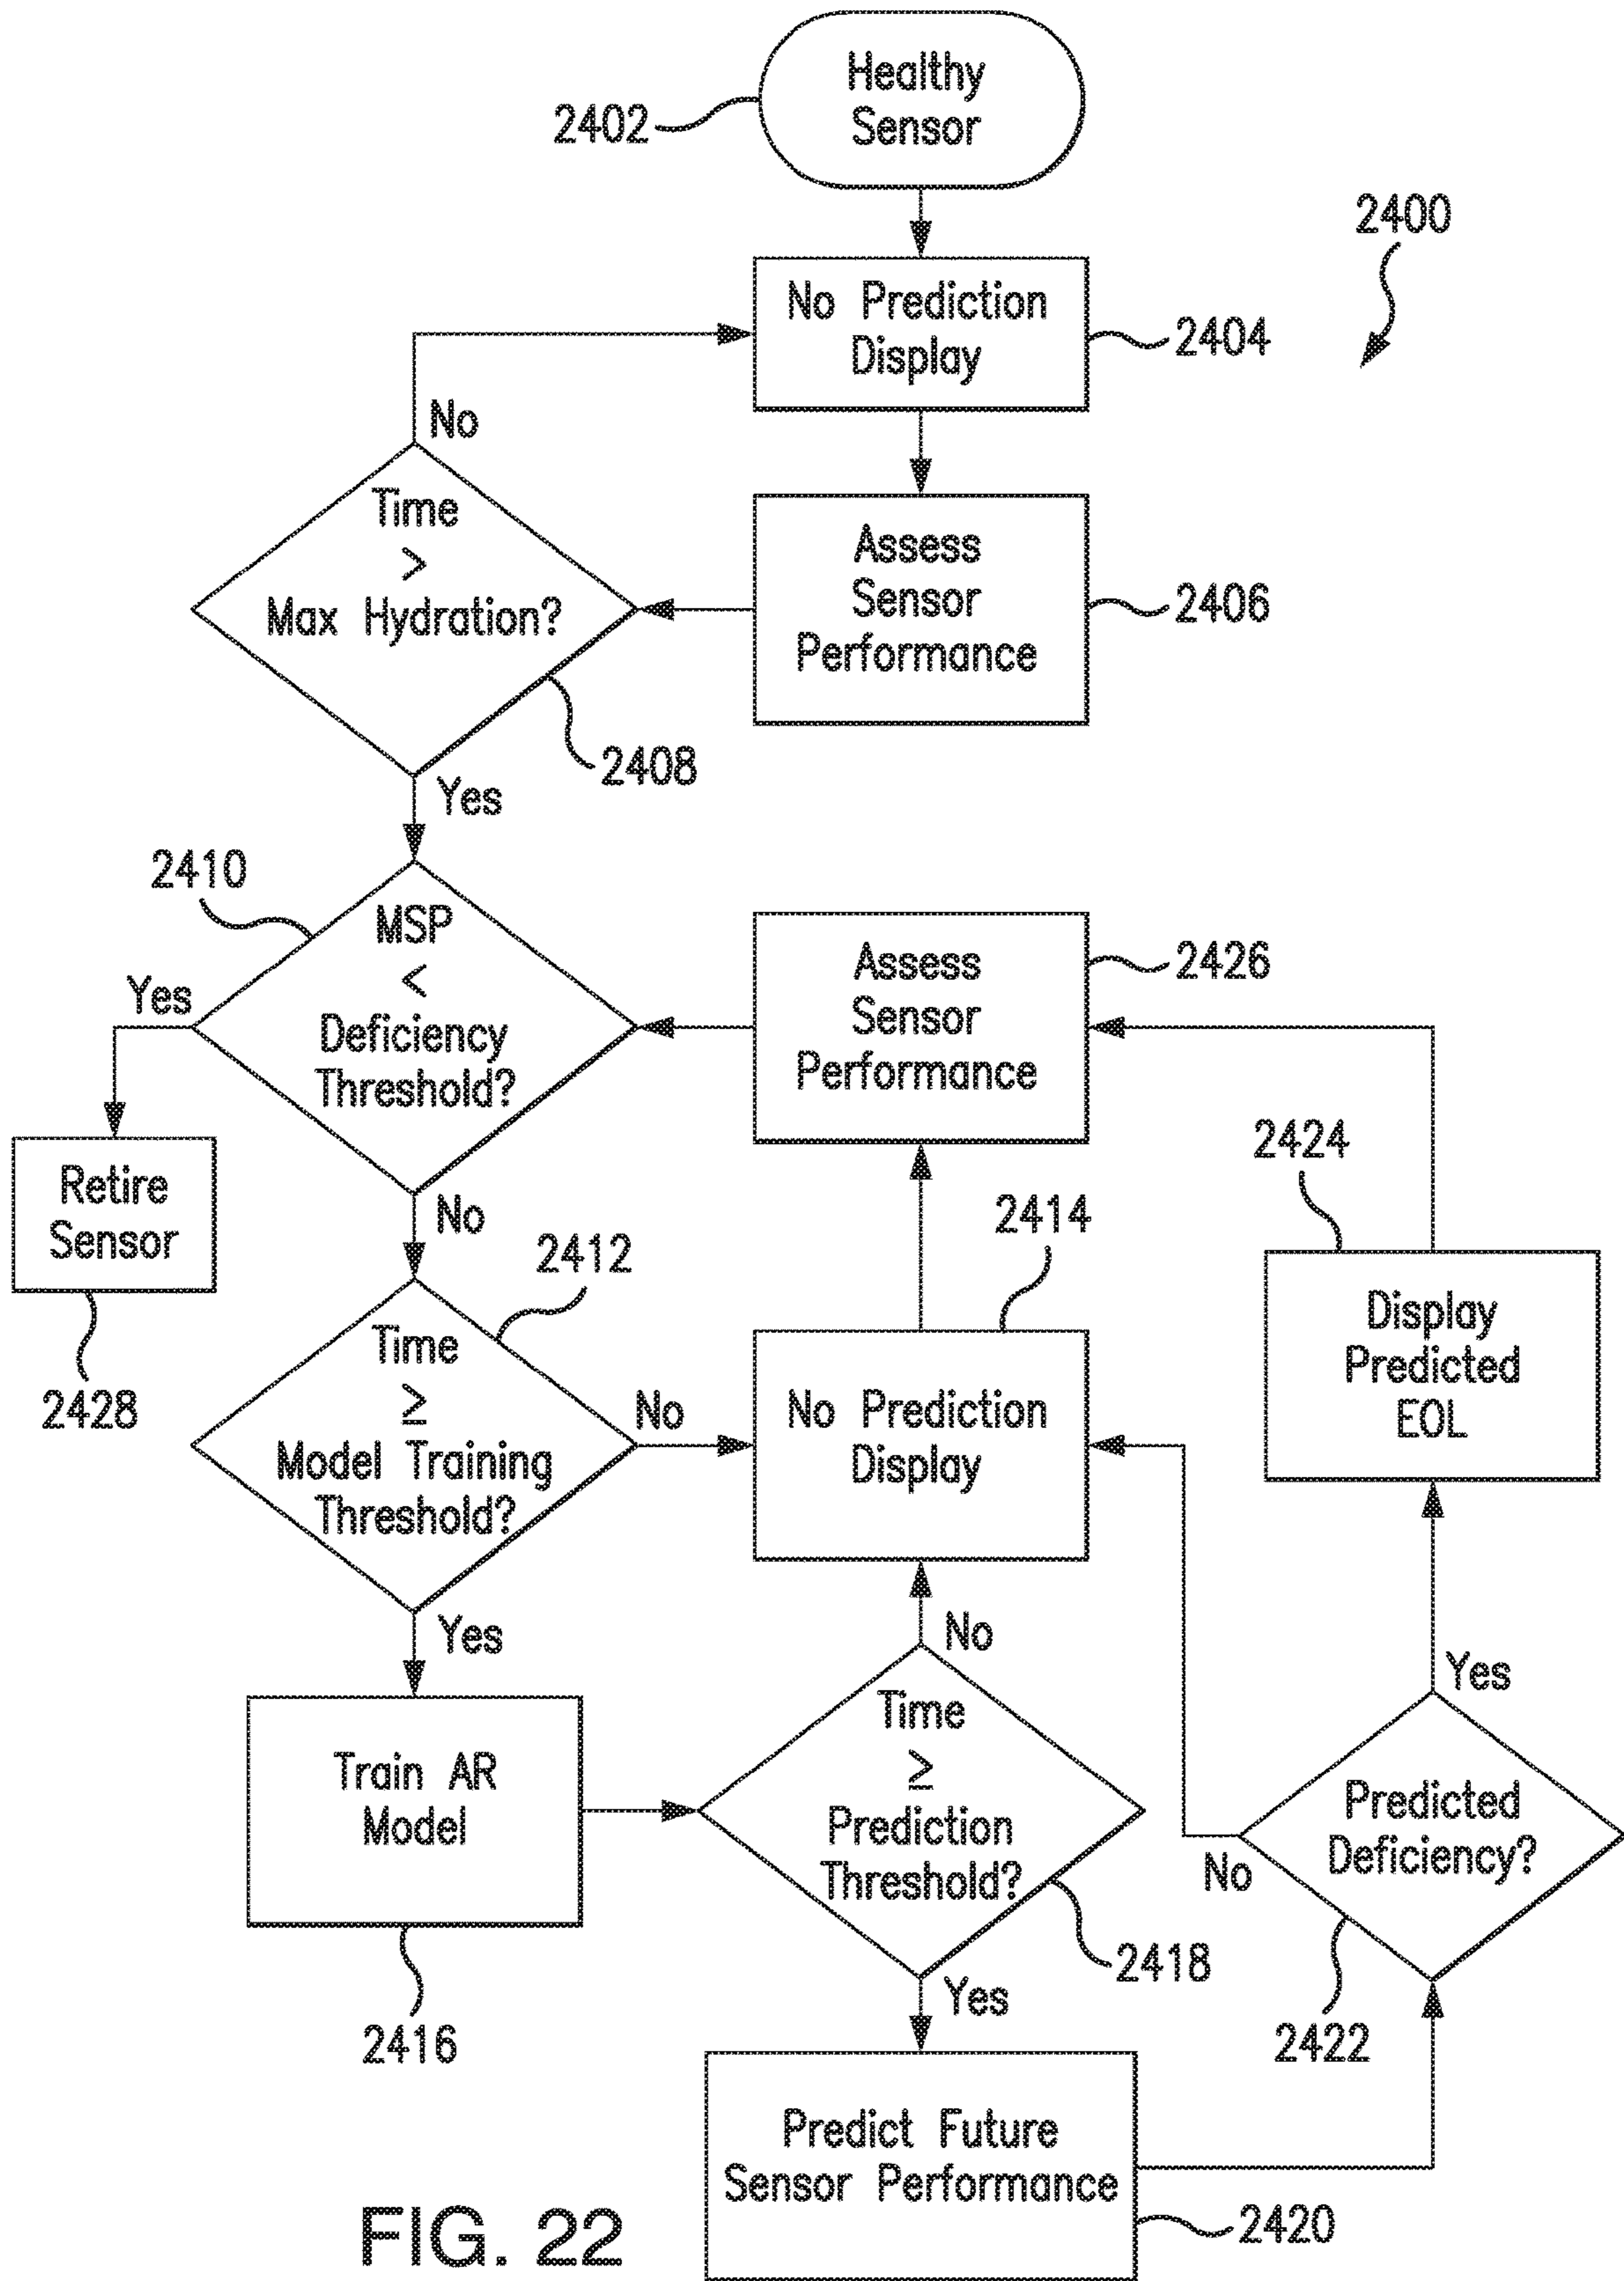 Healthy
Sensor
2402
2400
No Prediction
Display
2404
No
Time
>
Max Hydration?
Assess
Sensor
Performance
2406
2408
Yes
2410
MSP
<
Deficiency
Threshold?
Yes
Assess
Sensor
Performance
2426
Retire
Sensor
2428
No
2412
2414
2424
Time
≥
Model Training
Threshold?
No
No Prediction
Display
Display
Predicted
EOL
Yes
No
Yes
Train AR
Model
2416
Time
≥
Prediction
Threshold?
2418
Predicted
Deficiency?
No
2422
Yes
Predict Future
Sensor Performance
2420
FIG. 22